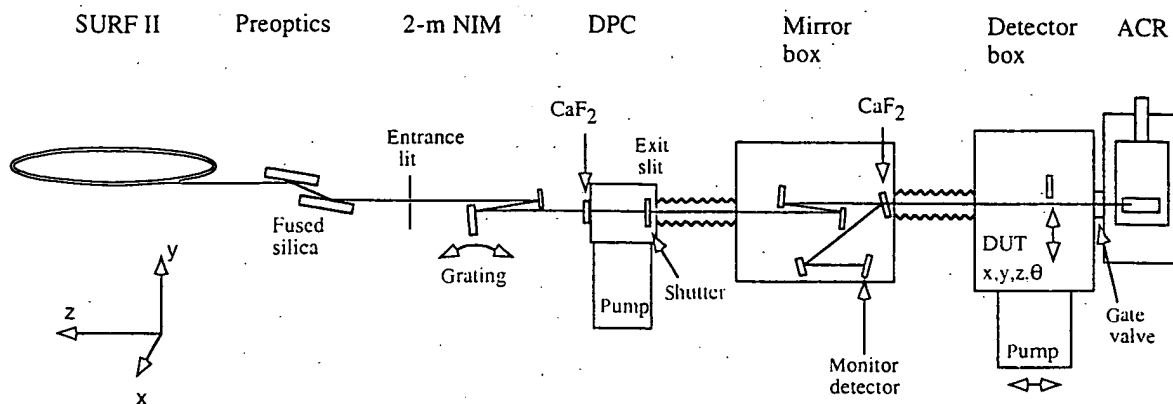 SURF II
Preoptics
2-m NIM
DPC
Mirror
box
Detector
box
ACR
CaF2
CaF2
Entrance
lit
Exit
slit
Fused
silica
Grating
Shutter
Pump
DUT
x,y,z,θ
Gate
valve
Monitor
detector
Pump
y
z
x